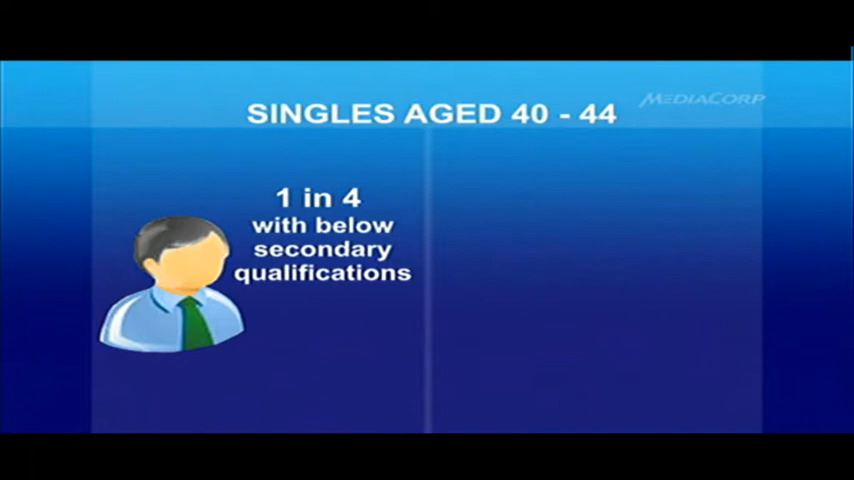 MEDIACORP
SINGLES AGED 40 - 44
1 in 4
with below
secondary
qualifications